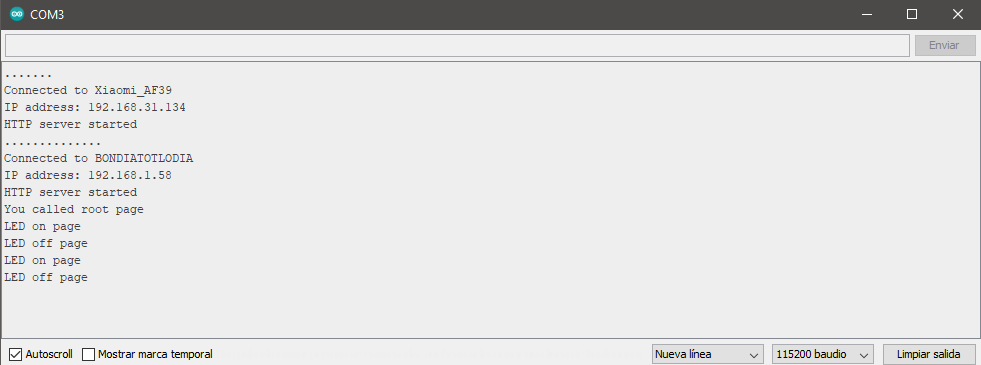 COM3
Enviar
.......
Connected to Xiaomi_AF39
IP address: 192.168.31.134
HTTP server started
..............
Connected to BONDIATOTLODIA
IP address: 192.168.1.58
HTTP server started
You called root page
LED on page
LED off page
LED on page
LED off page
Autoscroll Mostrar marca temporal Nueva línea 115200 baudio Limpiar salida